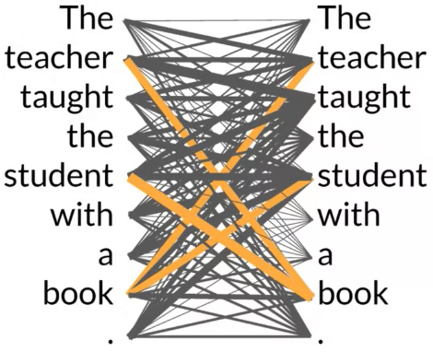 The The
teacher teacher
taught taught
the the
student student
with with
a a
book book
. .